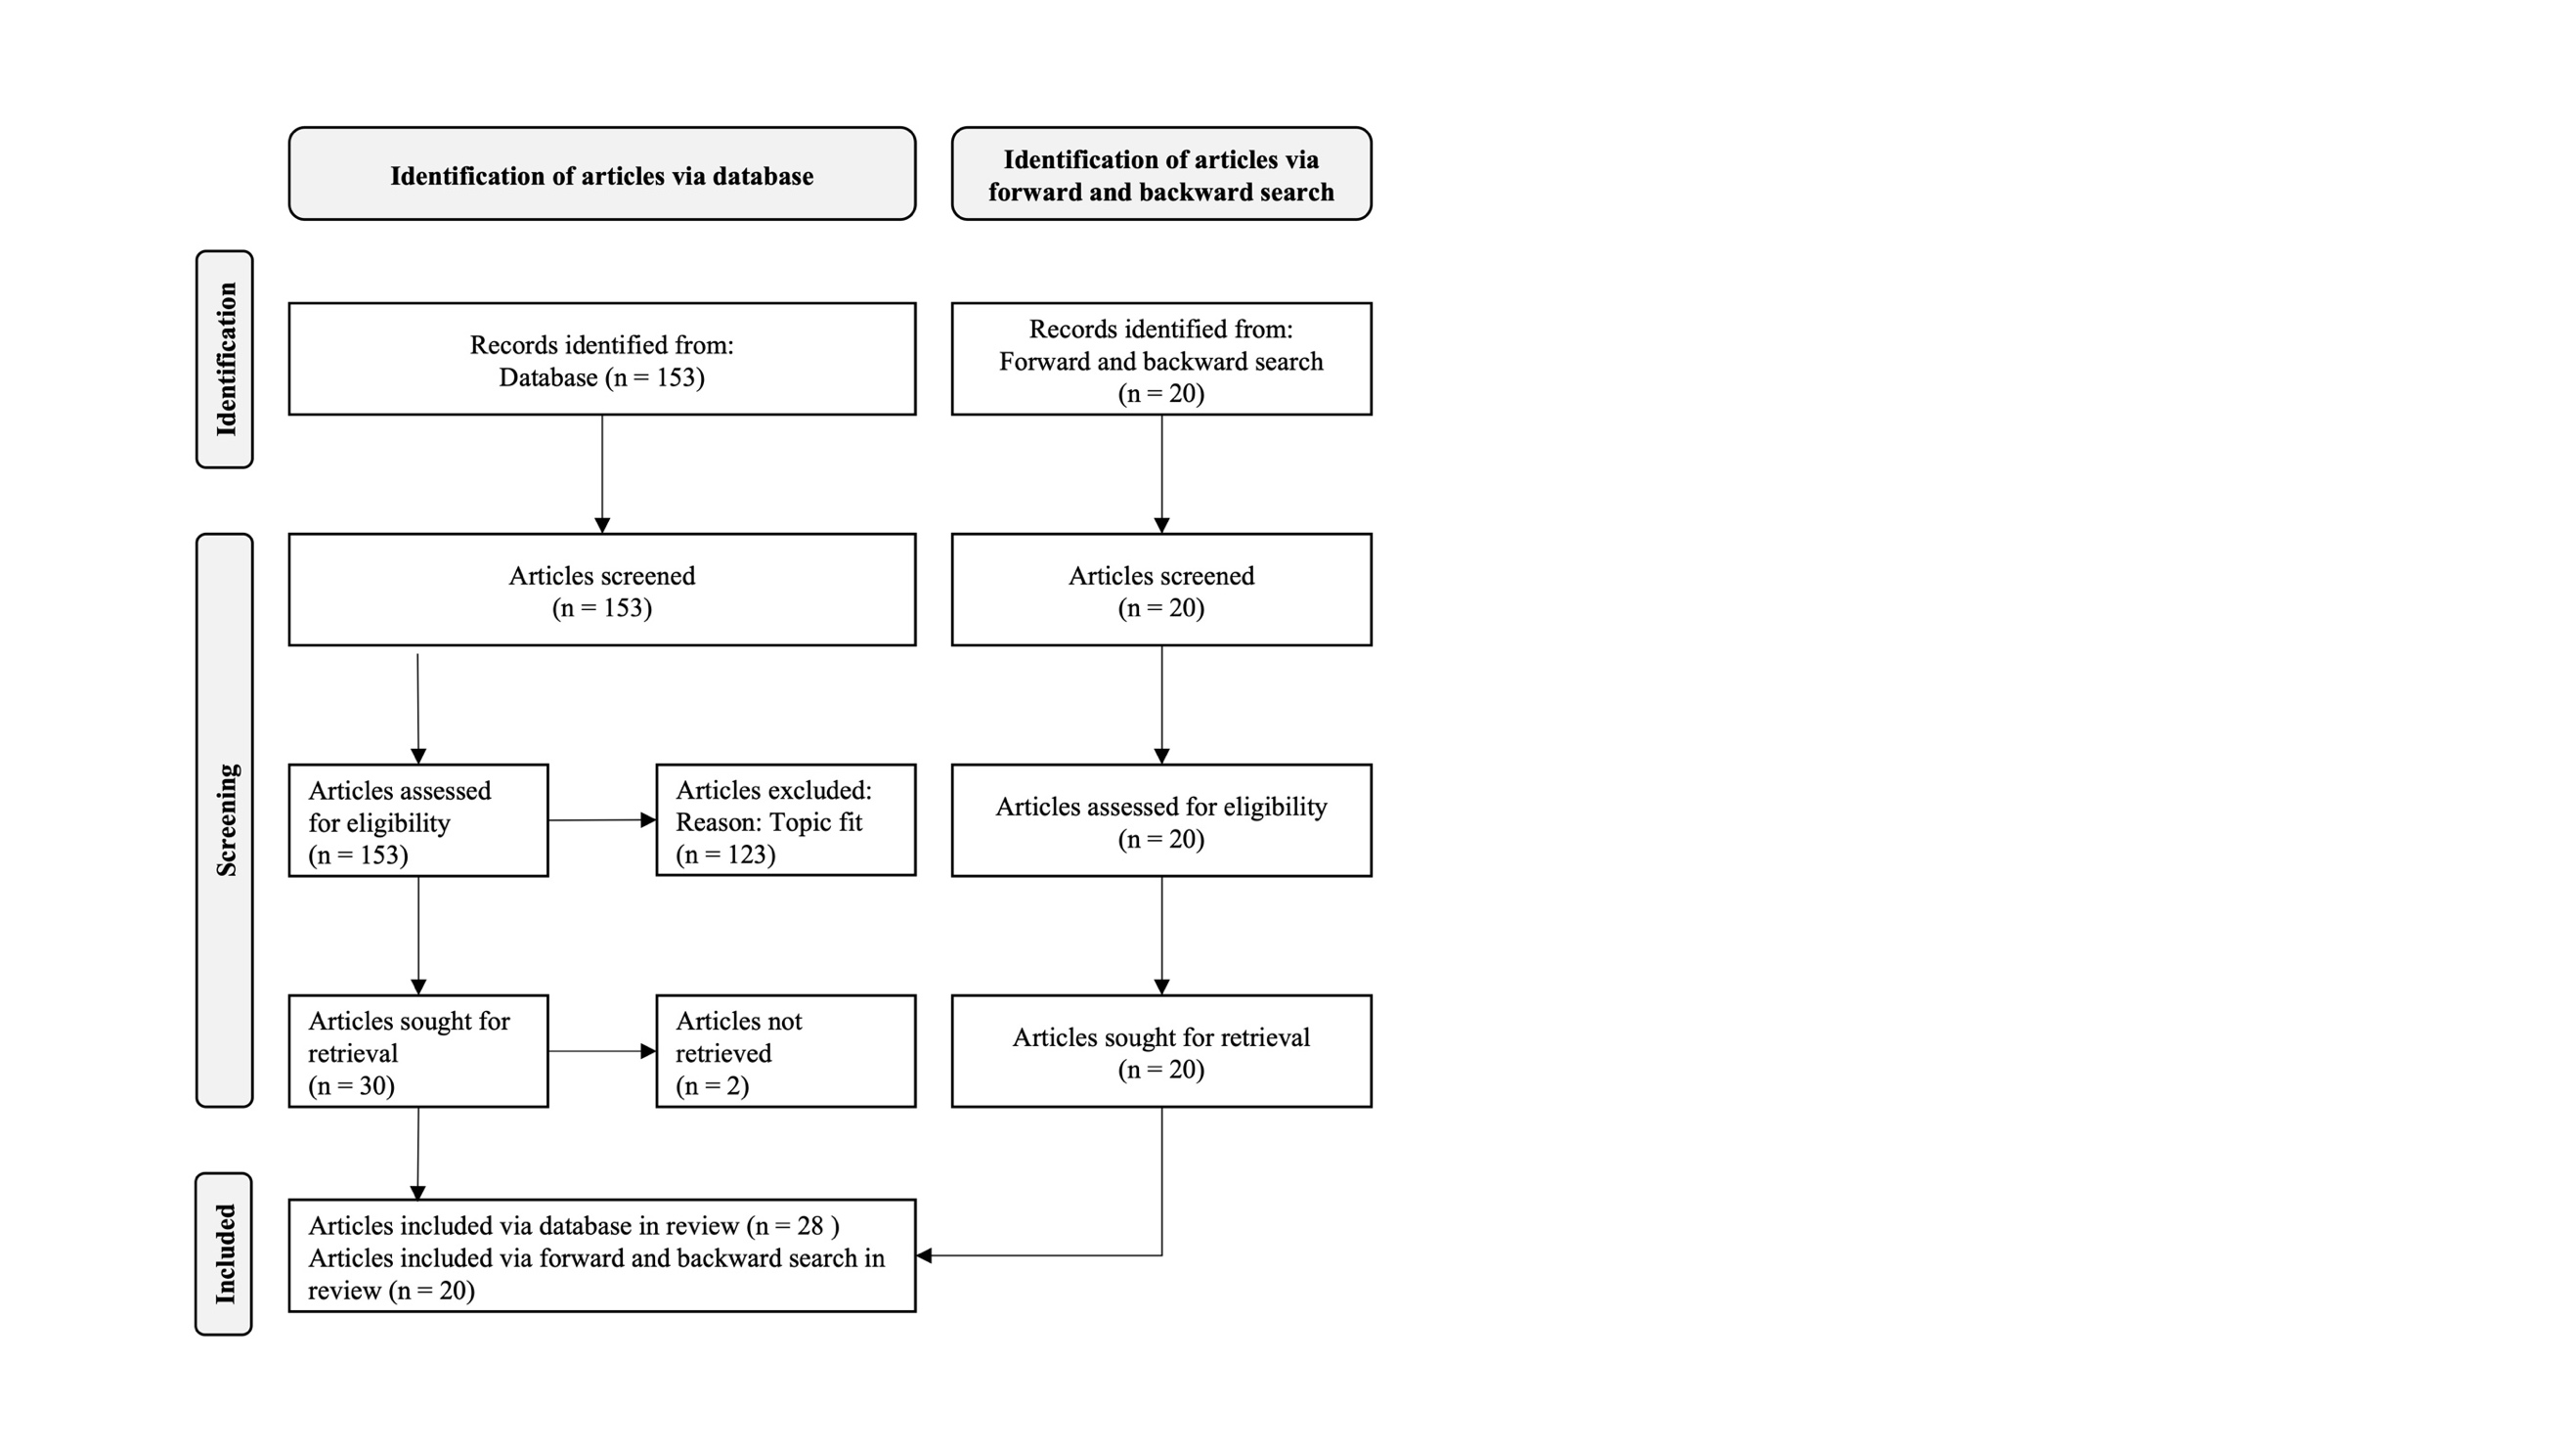 Identification of articles via database
Identification of articles via
forward and backward search
Identification
Records identified from:
Database (n = 153)
Records identified from:
Forward and backward search
(n = 20)
Screening
Articles screened
(n = 153)
Articles screened
(n = 20)
Articles assessed
for eligibility
(n = 153)
Articles excluded:
Reason: Topic fit
(n = 123)
Articles assessed for eligibility
(n = 20)
Articles sought for
retrieval
(n = 30)
Articles not
retrieved
(n = 2)
Articles sought for retrieval
(n = 20)
Included
Articles included via database in review (n = 28 )
Articles included via forward and backward search in
review (n = 20)